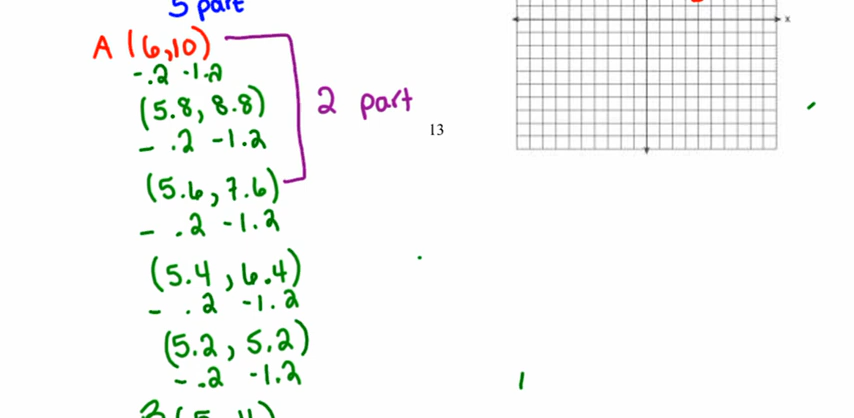 5 part
A (6,10)
-.2 -1.2
(5.8, 8.8)
2 part
- .2 -1.2
13
(5.6, 7.6)
- .2 -1.2
(5.4, 6.4)
- .2 -1.2
(5.2, 5.2)
- .2 -1.2
x